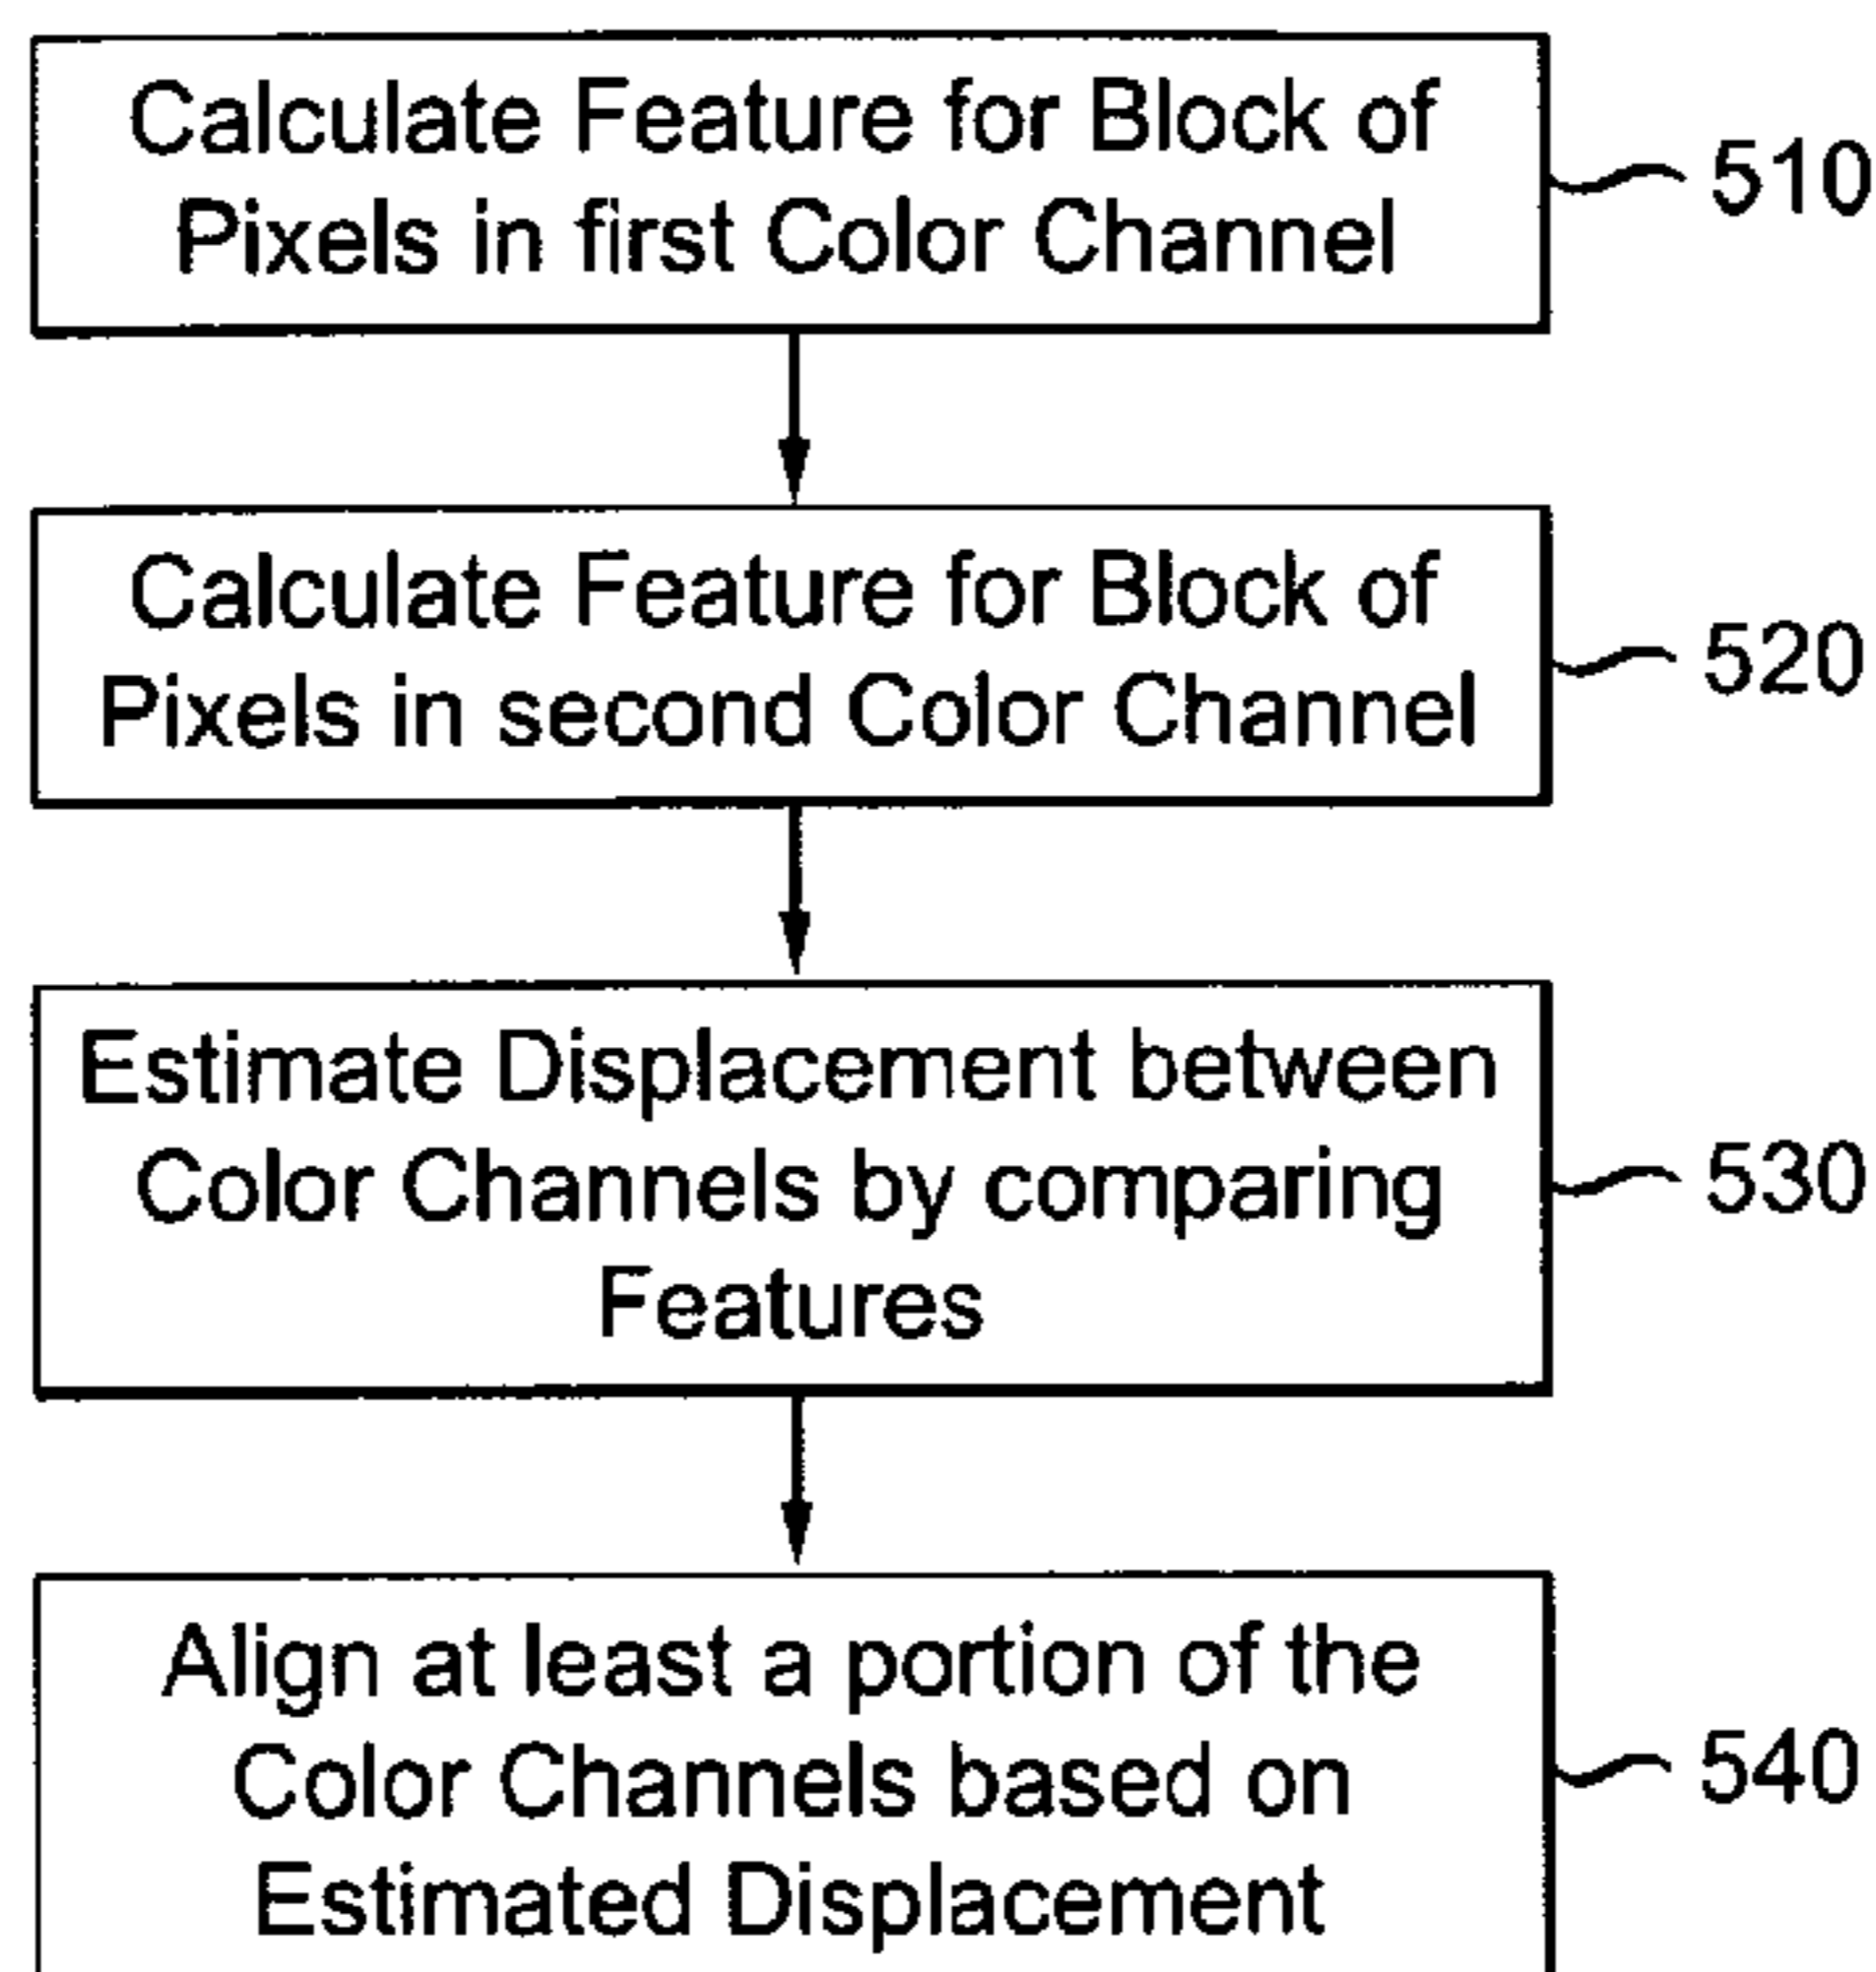 Calculate Feature for Block of
Pixels in first Color Channel
510
Calculate Feature for Block of
Pixels in second Color Channel
520
Estimate Displacement between
Color Channels by comparing
Features
530
Align at least a portion of the
Color Channels based on
Estimated Displacement
540